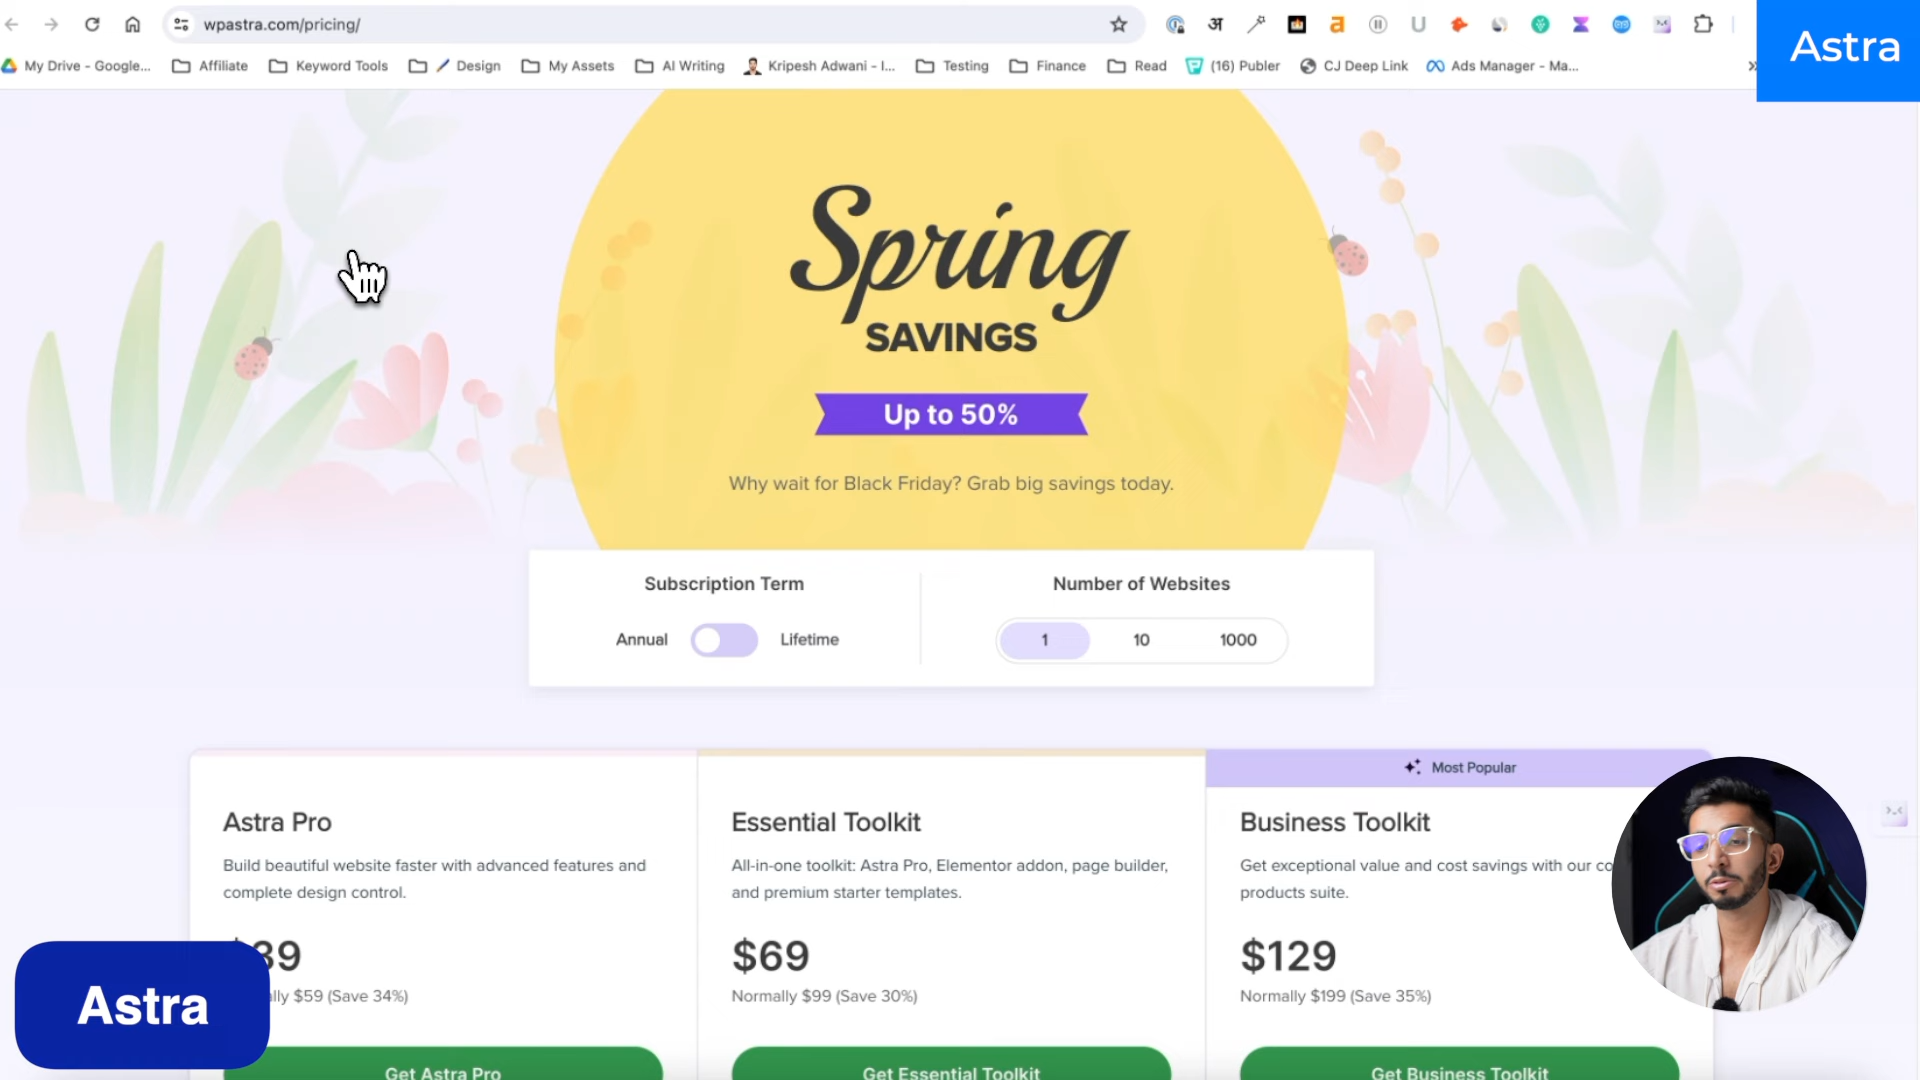 wpastra.com/pricing/
Astra
My Drive - Google...
Affiliate
Keyword Tools
Design
My Assets
AI Writing
Kripesh Adwani - I...
Testing
Finance
Read
(16) Publer
CJ Deep Link
Ads Manager - Ma...
Spring
SAVINGS
Up to 50%
Why wait for Black Friday? Grab big savings today.
Subscription Term
Number of Websites
Annual
Lifetime
1
10
1000
Most Popular
Astra Pro
Build beautiful website faster with advanced features and
complete design control.
Essential Toolkit
All-in-one toolkit: Astra Pro, Elementor addon, page builder,
and premium starter templates.
Business Toolkit
Get exceptional value and cost savings with our co
products suite.
$69
$129
$59 (Save 34%)
Normally $99 (Save 30%)
Normally $199 (Save 35%)
Astra
Get Astra Pro
Get Essential Toolkit
Get Business Toolkit